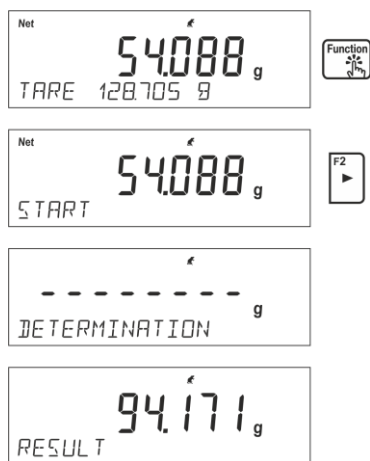 Net
54.088 g
TARE 128.705 g
Function
Net
54.088 g
START
F2
-------- g
DETERMINATION
94.171 g
RESULT